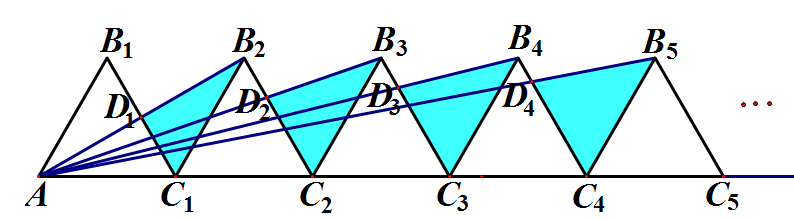 B₁ B₂ B₃ B₄ B₅
D₁ D₂ D₃ D₄ ...
A C₁ C₂ C₃ C₄ C₅